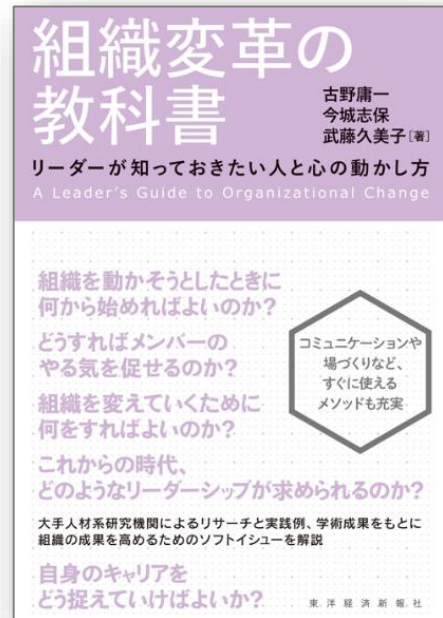 組織変革の
教科書
古野庸一
今城志保
武藤久美子[著]
リーダーが知っておきたい人と心の動かし方
A Leader's Guide to Organizational Change
組織を動かそうとしたときに
何から始めればよいのか?
どうすればメンバーの
やる気を促せるのか?
組織を変えていくために
何をすればよいのか?
コミュニケーションや
場づくりなど、
すぐに使える
メソッドも充実
これからの時代、
どのようなリーダーシップが求められるのか?
大手人材系研究機関によるリサーチと実践例、学術成果をもとに
組織の成果を高めるためのソフトイシューを解説
自身のキャリアを
どう捉えていけばよいか?
東洋経済新報社